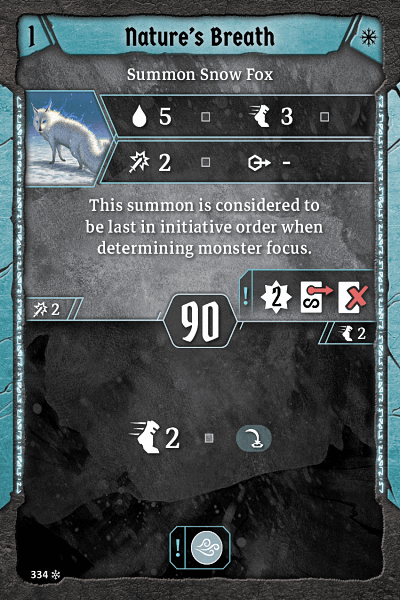 1 Nature's Breath
Summon Snow Fox
5 3
2 -
This summon is considered to
be last in initiative order when
determining monster focus.
! 2
2 90 2
2
!
334